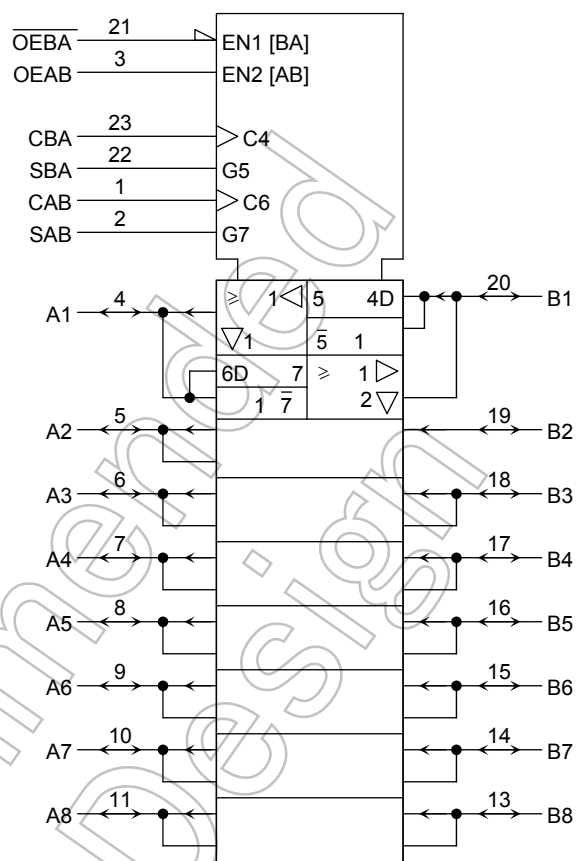 OEBA 21 EN1 [BA]
OEAB 3 EN2 [AB]
CBA 23 C4
SBA 22 G5
CAB 1 C6
SAB 2 G7
A1 4 ≥ 1 5 4D 20 B1
1 5 1
6D 7 ≥ 1
1 7 2
A2 5 19 B2
A3 6 18 B3
A4 7 17 B4
A5 8 16 B5
A6 9 15 B6
A7 10 14 B7
A8 11 13 B8
mmended
Design